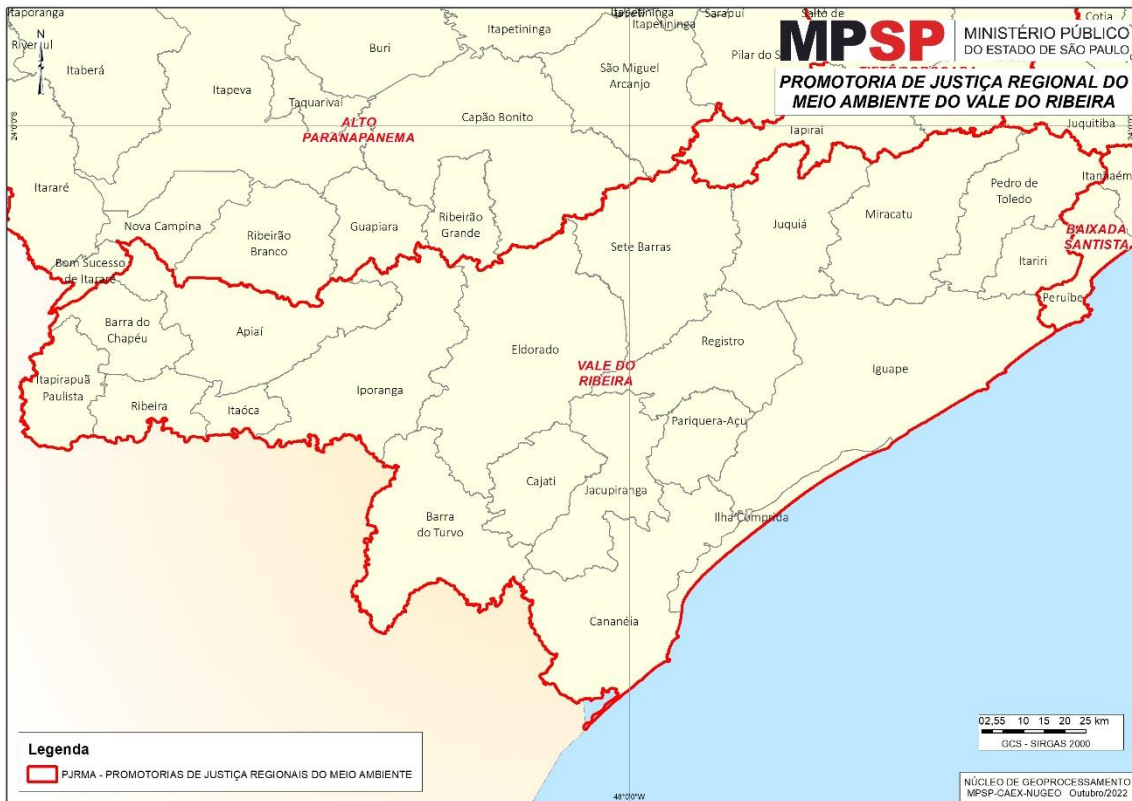 Itaporanga
Riversul
Itaberá
Buri
Itapetininga
Itapetininga
Itapetininga
Sarapuí
Salto de
Cotia
Pilar do S
MPSP
MINISTÉRIO PÚBLICO
DO ESTADO DE SÃO PAULO
PROMOTORIA DE JUSTIÇA REGIONAL DO
MEIO AMBIENTE DO VALE DO RIBEIRA
N
São Miguel
Arcanjo
Itapeva
Taquarivaí
Capão Bonito
ALTO
PARANAPANEMA
24°0'0"S
Tapiraí
Juquitiba
Itararé
Nova Campina
Ribeirão
Branco
Guapiara
Ribeirão
Grande
Sete Barras
Juquiá
Miracatu
Pedro de
Toledo
Itanhaém
BAIXADA
SANTISTA
Itariri
Peruíbe
Bom Sucesso
de Itararé
Barra do
Chapéu
Apiaí
Eldorado
Registro
Iguape
VALE DO
RIBEIRA
Itapirapuã
Paulista
Ribeira
Itaóca
Iporanga
Pariquera-Açu
Cajati
Jacupiranga
Barra
do Turvo
Ilha Comprida
Cananéia
02,55 10 15 20 25 km
GCS - SIRGAS 2000
Legenda
PJRMA - PROMOTORIAS DE JUSTIÇA REGIONAIS DO MEIO AMBIENTE
48°0'0"W
NÚCLEO DE GEOPROCESSAMENTO
MPSP-CAEX-NUGEO Outubro/2022